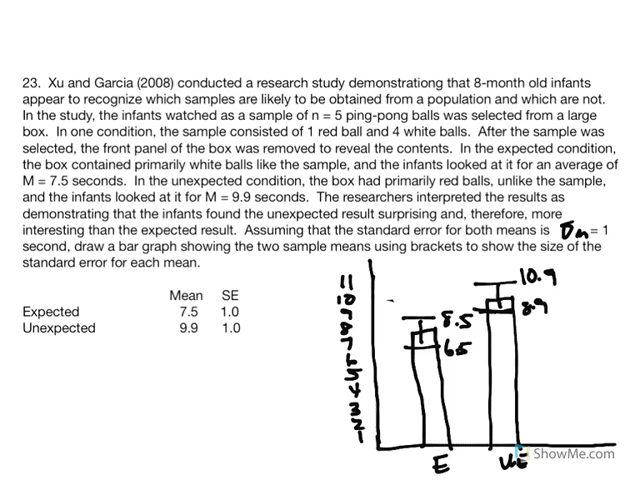 23. Xu and Garcia (2008) conducted a research study demonstrationg that 8-month old infants
appear to recognize which samples are likely to be obtained from a population and which are not.
In the study, the infants watched as a sample of n = 5 ping-pong balls was selected from a large
box. In one condition, the sample consisted of 1 red ball and 4 white balls. After the sample was
selected, the front panel of the box was removed to reveal the contents. In the expected condition,
the box contained primarily white balls like the sample, and the infants looked at it for an average of
M = 7.5 seconds. In the unexpected condition, the box had primarily red balls, unlike the sample,
and the infants looked at it for M = 9.9 seconds. The researchers interpreted the results as
demonstrating that the infants found the unexpected result surprising and, therefore, more
interesting than the expected result. Assuming that the standard error for both means is σm = 1
second, draw a bar graph showing the two sample means using brackets to show the size of the
standard error for each mean.
Mean SE
Expected 7.5 1.0
Unexpected 9.9 1.0
11
10
9
8
7
6
5
4
3
2
1
8.5
6.5
10.9
8.9
E
UE
ShowMe.com